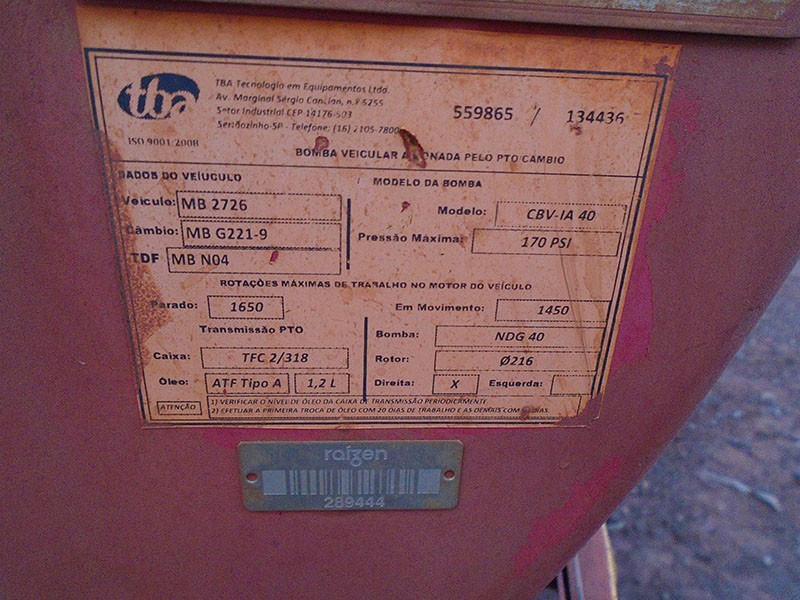 tba
TBA Tecnologia em Equipamentos Ltda.
Av. Marginal Sérgio Cancian, n.º 5255
Setor Industrial CEP 14176-503
Sertãozinho-SP - Telefone: (16) 2105-7800
559865 / 134436
ISO 9001:2008
BOMBA VEICULAR ACIONADA PELO PTO CAMBIO
DADOS DO VEÍUGULO
MODELO DA BOMBA
Veículo: MB 2726
Modelo: CBV-IA 40
Câmbio: MB G221-9
Pressão Máxima: 170 PSI
TDF MB N04
ROTAÇÕES MÁXIMAS DE TRABALHO NO MOTOR DO VEÍCULO
Parado: 1650
Em Movimento: 1450
Transmissão PTO
Bomba: NDG 40
Caixa: TFC 2/318
Rotor: Ø216
Óleo: ATF Tipo A 1,2 L
Direita: X Esquerda:
ATENÇÃO
1) VERIFICAR O NÍVEL DE ÓLEO DA CAIXA DE TRANSMISSÃO PERIODICAMENTE.
2) EFETUAR A PRIMEIRA TROCA DE ÓLEO COM 20 DIAS DE TRABALHO E AS DEMAIS COM
raízen
289444